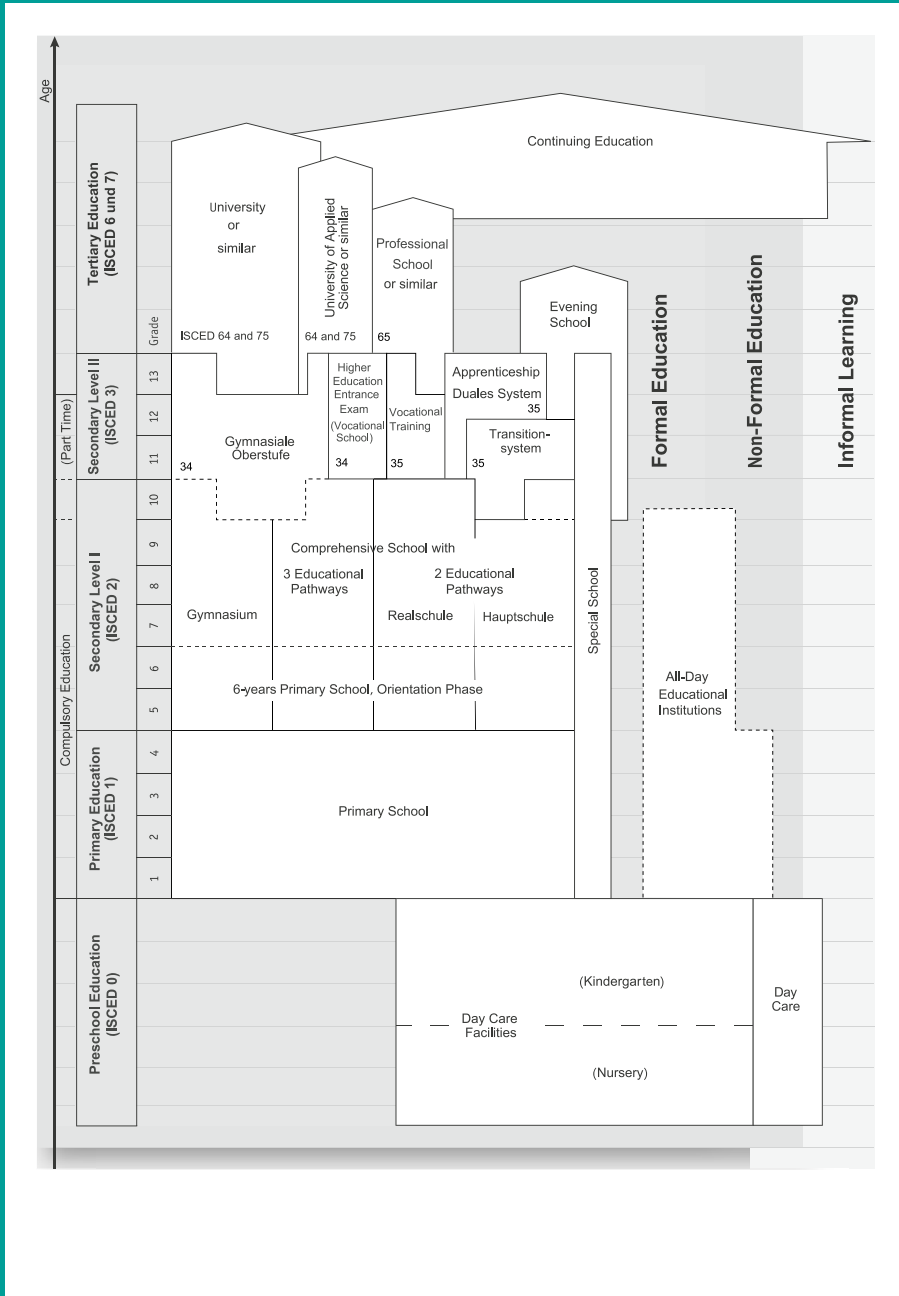 Age
Continuing Education
Tertiary Education
(ISCED 6 und 7)
University
or
similar
University of Applied
Science or similar
Professional
School
or similar
Evening
School
Grade
ISCED 64 and 75
64 and 75
65
Formal Education
Non-Formal Education
Informal Learning
(Part Time)
Secondary Level II
(ISCED 3)
13
12
11
Higher
Education
Entrance
Exam
(Vocational
School)
34
Gymnasiale
Oberstufe
34
Vocational
Training
35
Apprenticeship
Duales System
35
Transition-
system
35
Compulsory Education
Secondary Level I
(ISCED 2)
10
9
8
7
6
5
Comprehensive School with
3 Educational
Pathways
2 Educational
Pathways
Gymnasium
Realschule
Hauptschule
Special School
6-years Primary School, Orientation Phase
All-Day
Educational
Institutions
Primary Education
(ISCED 1)
4
3
2
1
Primary School
Preschool Education
(ISCED 0)
(Kindergarten)
Day Care
Facilities
(Nursery)
Day
Care